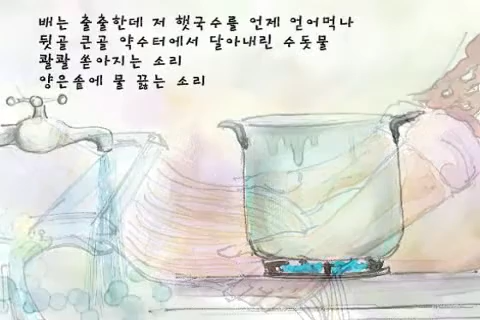 배는 출출한데 저 햇국수를 언제 얻어먹나
뒷골 큰골 약수터에서 달아내린 수돗물
콸콸 쏟아지는 소리
양은솥에 물 끓는 소리